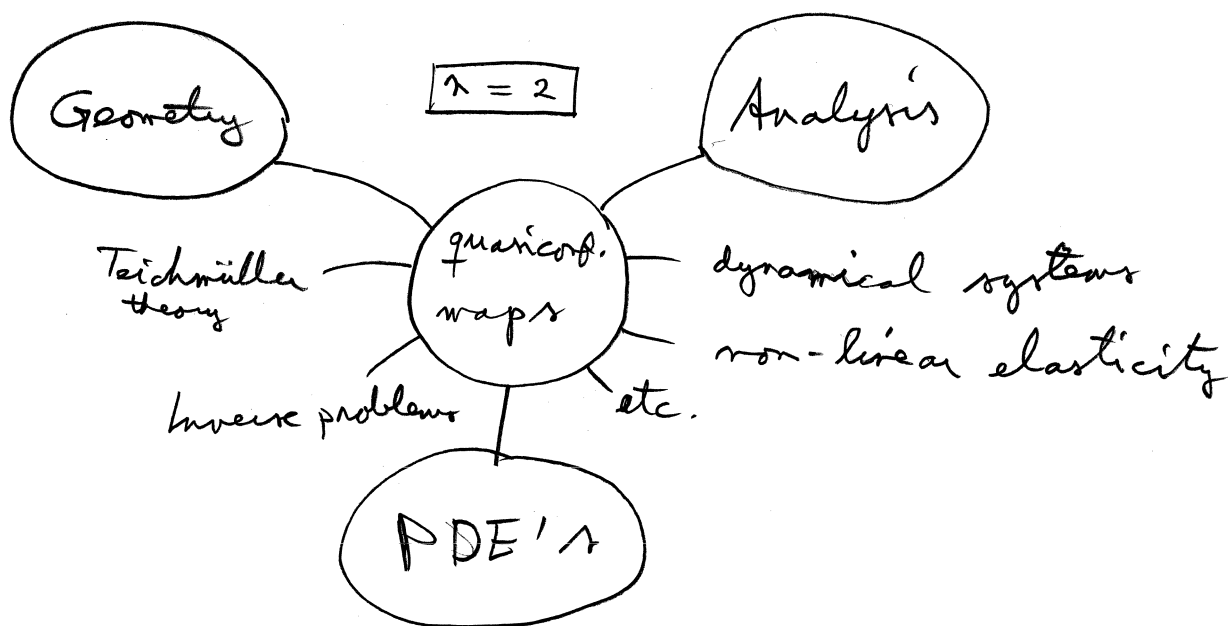 Geometry
n = 2
Analysis
quasiconf.
maps
Teichmüller
theory
dynamical systems
non-linear elasticity
Inverse problems
etc.
PDE's